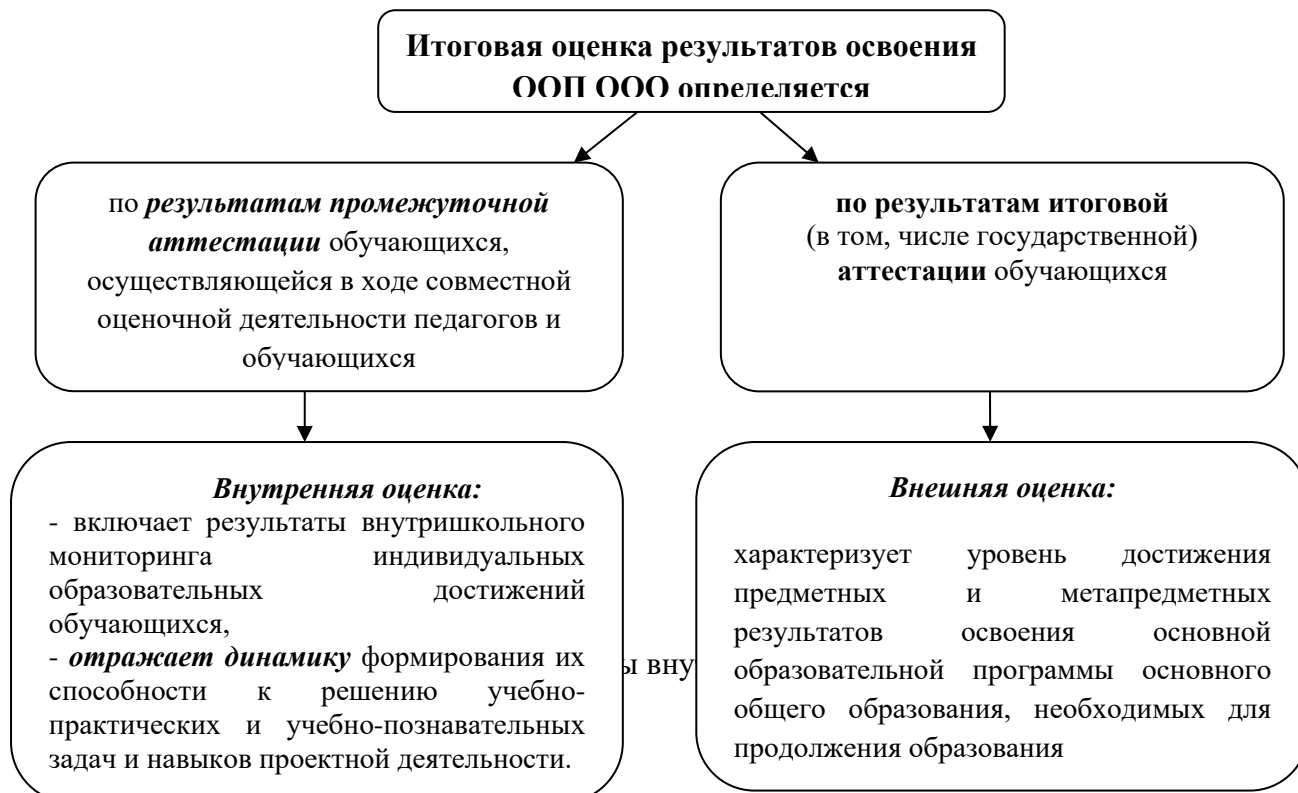 Итоговая оценка результатов освоения
ООП ООО определяется
по результатам промежуточной
аттестации обучающихся,
осуществляющейся в ходе совместной
оценочной деятельности педагогов и
обучающихся
по результатам итоговой
(в том, числе государственной)
аттестации обучающихся
Внутренняя оценка:
- включает результаты внутришкольного
мониторинга индивидуальных
образовательных достижений
обучающихся,
- отражает динамику формирования их
способности к решению учебно-
практических и учебно-познавательных
задач и навыков проектной деятельности.
ы вну
Внешняя оценка:
характеризует уровень достижения
предметных и метапредметных
результатов освоения основной
образовательной программы основного
общего образования, необходимых для
продолжения образования